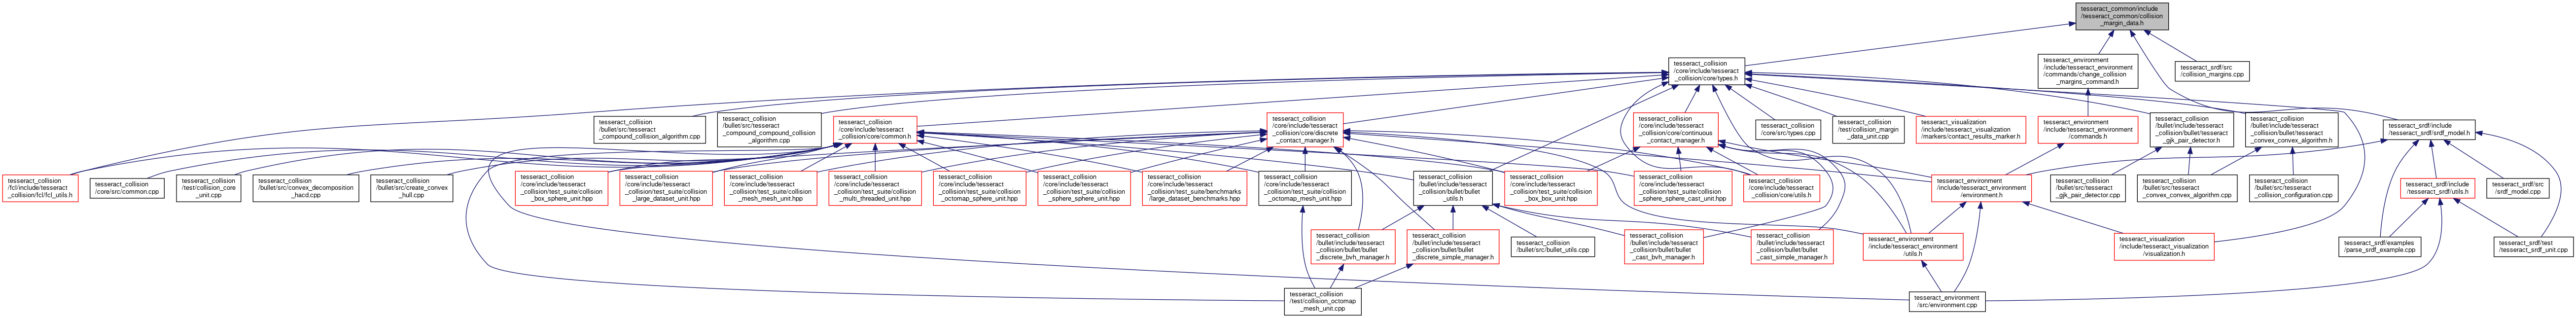 tesseract_common/include
/tesseract_common/collision
_margin_data.h
tesseract_collision
/core/include/tesseract
_collision/core/types.h
tesseract_environment
/include/tesseract_environment
/commands/change_collision
_margins_command.h
tesseract_srdf/src
/collision_margins.cpp
tesseract_collision
/bullet/src/tesseract
_compound_collision_algorithm.cpp
tesseract_collision
/bullet/src/tesseract
_compound_compound_collision
_algorithm.cpp
tesseract_collision
/core/include/tesseract
_collision/core/common.h
tesseract_collision
/core/include/tesseract
_collision/core/discrete
_contact_manager.h
tesseract_collision
/core/include/tesseract
_collision/core/continuous
_contact_manager.h
tesseract_collision
/core/src/types.cpp
tesseract_collision
/test/collision_margin
_data_unit.cpp
tesseract_visualization
/include/tesseract_visualization
/markers/contact_results_marker.h
tesseract_environment
/include/tesseract_environment
/commands.h
tesseract_collision
/bullet/include/tesseract
_collision/bullet/tesseract
_gjk_pair_detector.h
tesseract_collision
/bullet/include/tesseract
_collision/bullet/tesseract
_convex_convex_algorithm.h
tesseract_srdf/include
/tesseract_srdf/srdf_model.h
tesseract_collision
/fcl/include/tesseract
_collision/fcl/fcl_utils.h
tesseract_collision
/core/src/common.cpp
tesseract_collision
/test/collision_core
_unit.cpp
tesseract_collision
/bullet/src/convex_decomposition
_hacd.cpp
tesseract_collision
/bullet/src/create_convex
_hull.cpp
tesseract_collision
/core/include/tesseract
_collision/test_suite/collision
_box_sphere_unit.hpp
tesseract_collision
/core/include/tesseract
_collision/test_suite/collision
_large_dataset_unit.hpp
tesseract_collision
/core/include/tesseract
_collision/test_suite/collision
_mesh_mesh_unit.hpp
tesseract_collision
/core/include/tesseract
_collision/test_suite/collision
_multi_threaded_unit.hpp
tesseract_collision
/core/include/tesseract
_collision/test_suite/collision
_octomap_sphere_unit.hpp
tesseract_collision
/core/include/tesseract
_collision/test_suite/collision
_sphere_sphere_unit.hpp
tesseract_collision
/core/include/tesseract
_collision/test_suite/benchmarks
/large_dataset_benchmarks.hpp
tesseract_collision
/core/include/tesseract
_collision/test_suite/collision
_octomap_mesh_unit.hpp
tesseract_collision
/bullet/include/tesseract
_collision/bullet/bullet
_utils.h
tesseract_collision
/core/include/tesseract
_collision/test_suite/collision
_box_box_unit.hpp
tesseract_collision
/core/include/tesseract
_collision/test_suite/collision
_sphere_sphere_cast_unit.hpp
tesseract_collision
/core/include/tesseract
_collision/core/utils.h
tesseract_environment
/include/tesseract_environment
/environment.h
tesseract_collision
/bullet/src/tesseract
_gjk_pair_detector.cpp
tesseract_collision
/bullet/src/tesseract
_convex_convex_algorithm.cpp
tesseract_collision
/bullet/src/tesseract
_collision_configuration.cpp
tesseract_srdf/include
/tesseract_srdf/utils.h
tesseract_srdf/src
/srdf_model.cpp
tesseract_collision
/bullet/include/tesseract
_collision/bullet/bullet
_discrete_bvh_manager.h
tesseract_collision
/bullet/include/tesseract
_collision/bullet/bullet
_discrete_simple_manager.h
tesseract_collision
/bullet/src/bullet_utils.cpp
tesseract_collision
/bullet/include/tesseract
_collision/bullet/bullet
_cast_bvh_manager.h
tesseract_collision
/bullet/include/tesseract
_collision/bullet/bullet
_cast_simple_manager.h
tesseract_environment
/include/tesseract_environment
/utils.h
tesseract_visualization
/include/tesseract_visualization
/visualization.h
tesseract_srdf/examples
/parse_srdf_example.cpp
tesseract_srdf/test
/tesseract_srdf_unit.cpp
tesseract_collision
/test/collision_octomap
_mesh_unit.cpp
tesseract_environment
/src/environment.cpp